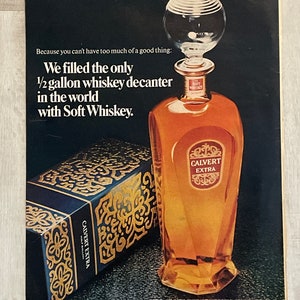 Because you can't have too much of a good thing:
We filled the only
½ gallon whiskey decanter
in the world
with Soft Whiskey.
CALVERT
EXTRA
CALVERT EXTRA